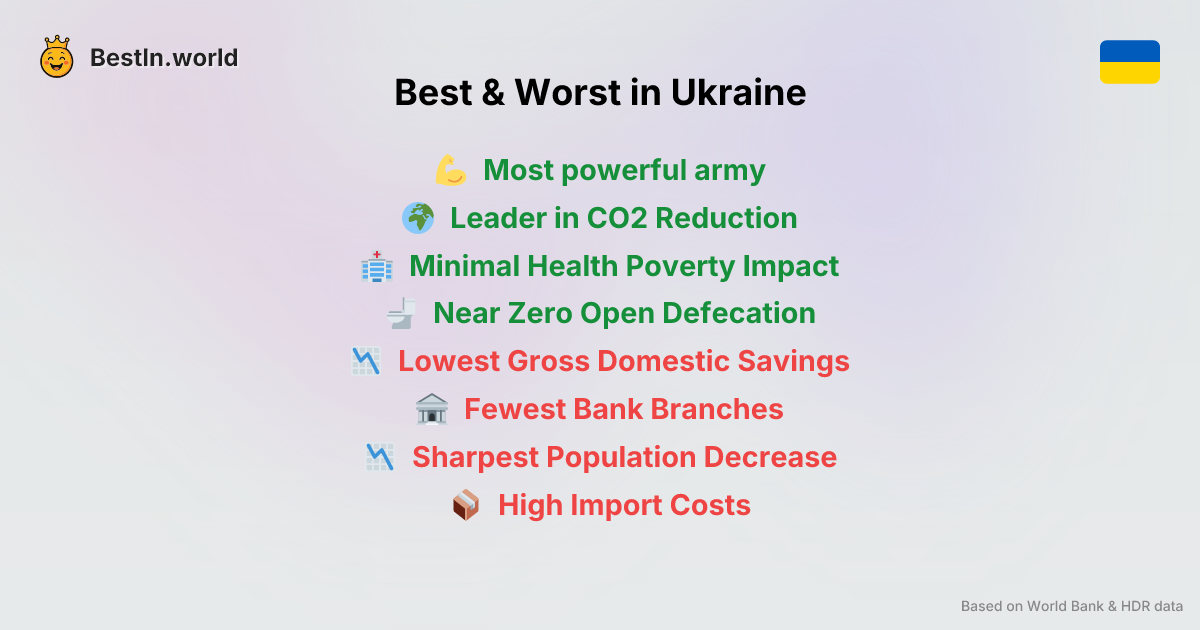 BestIn.world
Best & Worst in Ukraine
Most powerful army
Leader in CO2 Reduction
Minimal Health Poverty Impact
Near Zero Open Defecation
Lowest Gross Domestic Savings
Fewest Bank Branches
Sharpest Population Decrease
High Import Costs
Based on World Bank & HDR data